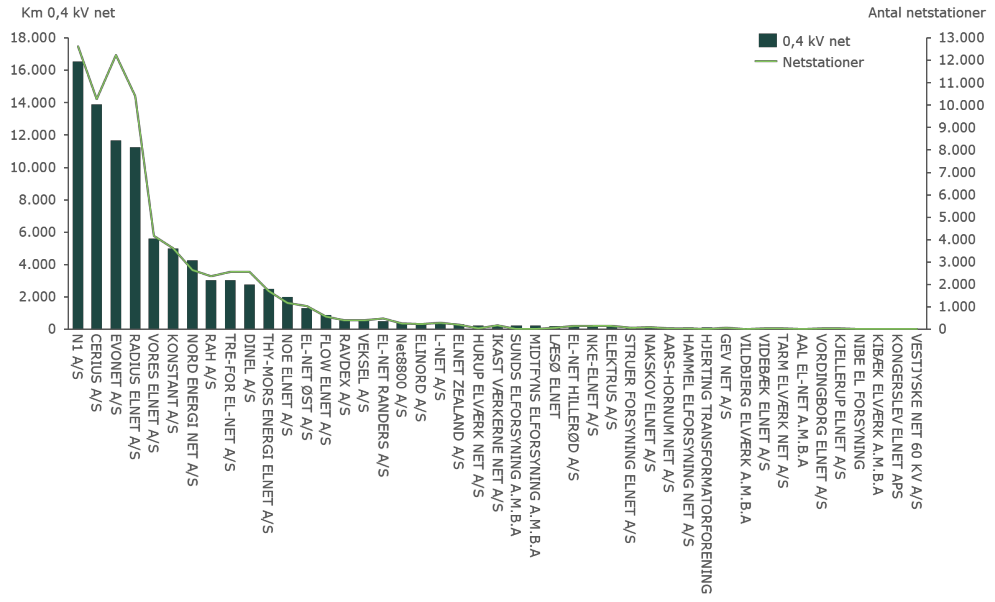 Km 0,4 kV net
Antal netstationer
18.000
16.000
14.000
12.000
10.000
8.000
6.000
4.000
2.000
0
13.000
12.000
11.000
10.000
9.000
8.000
7.000
6.000
5.000
4.000
3.000
2.000
1.000
0
0,4 kV net
Netstationer
N1 A/S
CERIUS A/S
EVONET A/S
RADIUS ELNET A/S
VORES ELNET A/S
KONSTANT A/S
NORD ENERGI NET A/S
RAH A/S
TRE-FOR EL-NET A/S
DINEL A/S
THY-MORS ENERGI ELNET A/S
NOE ELNET A/S
EL-NET ØST A/S
FLOW ELNET A/S
RAVDEX A/S
VEKSEL A/S
EL-NET RANDERS A/S
Net8800 A/S
ELINORD A/S
L-NET A/S
ELNET ZEALAND A/S
HURUP ELVÆRK NET A/S
IKAST VÆRKERNE NET A/S
SUNDS ELFORSYNING A.M.B.A
MIDTFYNS ELFORSYNING A.M.B.A
LÆSØ ELNET
EL-NET HILLERØD A/S
NKE-ELNET A/S
ELEKTRUS A/S
STRUER FORSYNING ELNET A/S
NAKSKOV ELNET A/S
AARS-HORNUM NET A/S
HAMMEL ELFORSYNING NET A/S
HJERTING TRANSFORMATORFORENING
GEV NET A/S
VILDBJERG ELVÆRK A.M.B.A
VIDEBÆK ELNET A/S
TARM ELVÆRK NET A/S
AAL EL-NET A.M.B.A
VORDINGBORG ELNET A/S
KJELLERUP ELNET A/S
NIBE EL FORSYNING
KIBÆK ELVÆRK A.M.B.A
KONGERSLEV ELNET APS
VESTJYSKE NET 60 KV A/S